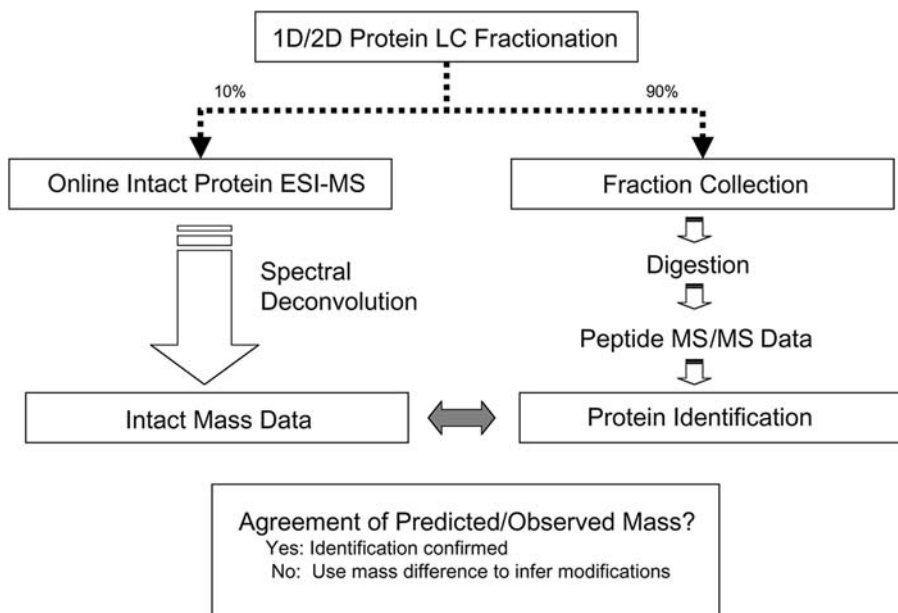 1D/2D Protein LC Fractionation
10%
90%
Online Intact Protein ESI-MS
Fraction Collection
Spectral
Deconvolution
Digestion
Peptide MS/MS Data
Intact Mass Data
Protein Identification
Agreement of Predicted/Observed Mass?
Yes: Identification confirmed
No: Use mass difference to infer modifications